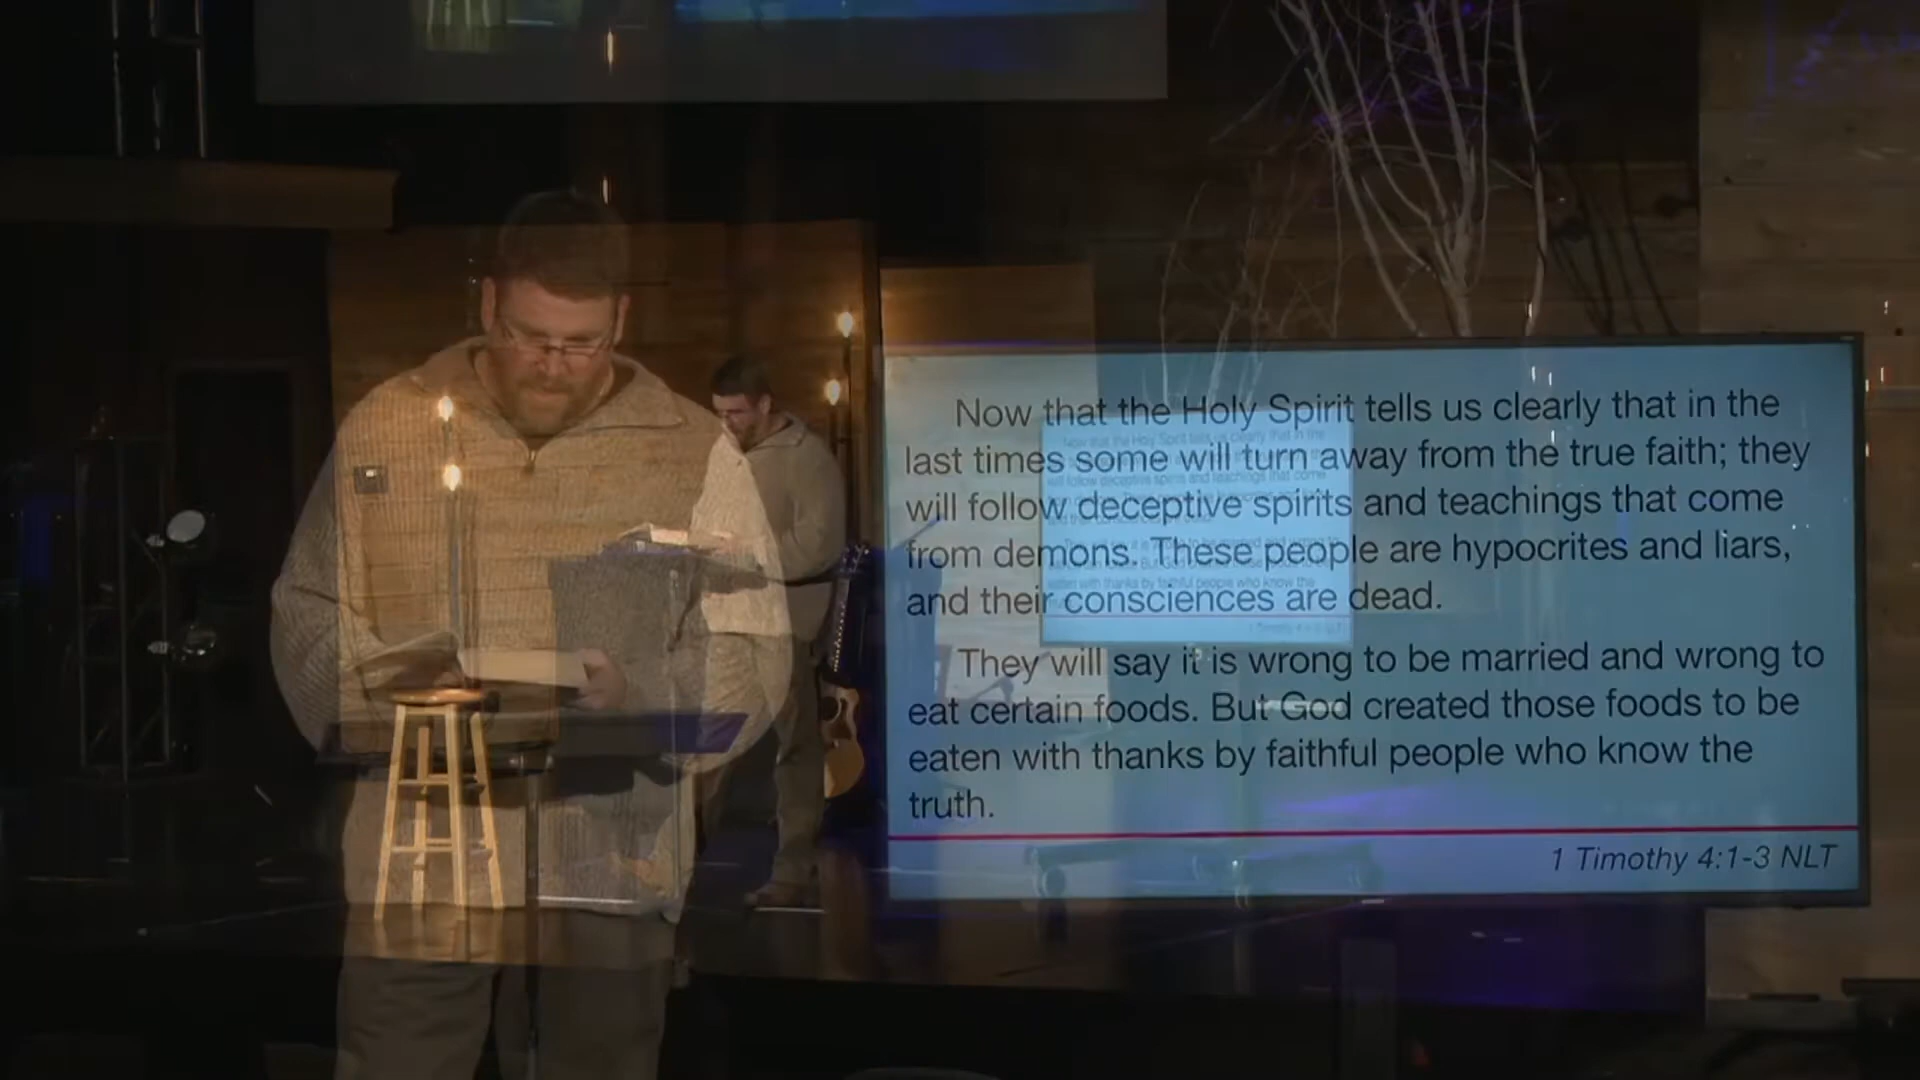 Now that the Holy Spirit tells us clearly that in the
last times some will turn away from the true faith; they
will follow deceptive spirits and teachings that come
from demons. These people are hypocrites and liars,
and their consciences are dead.
They will say it is wrong to be married and wrong to
eat certain foods. But God created those foods to be
eaten with thanks by faithful people who know the
truth.
1 Timothy 4:1-3 NLT